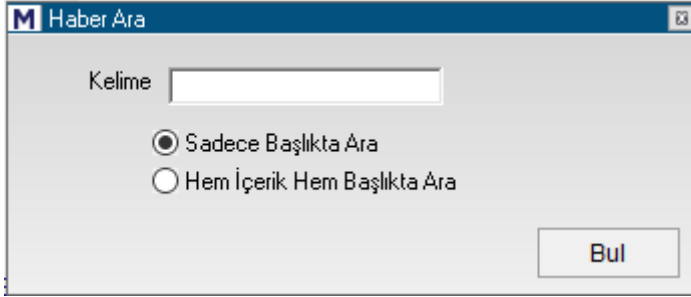 M Haber Ara
Kelime
Sadece Başlıkta Ara
Hem İçerik Hem Başlıkta Ara
Bul